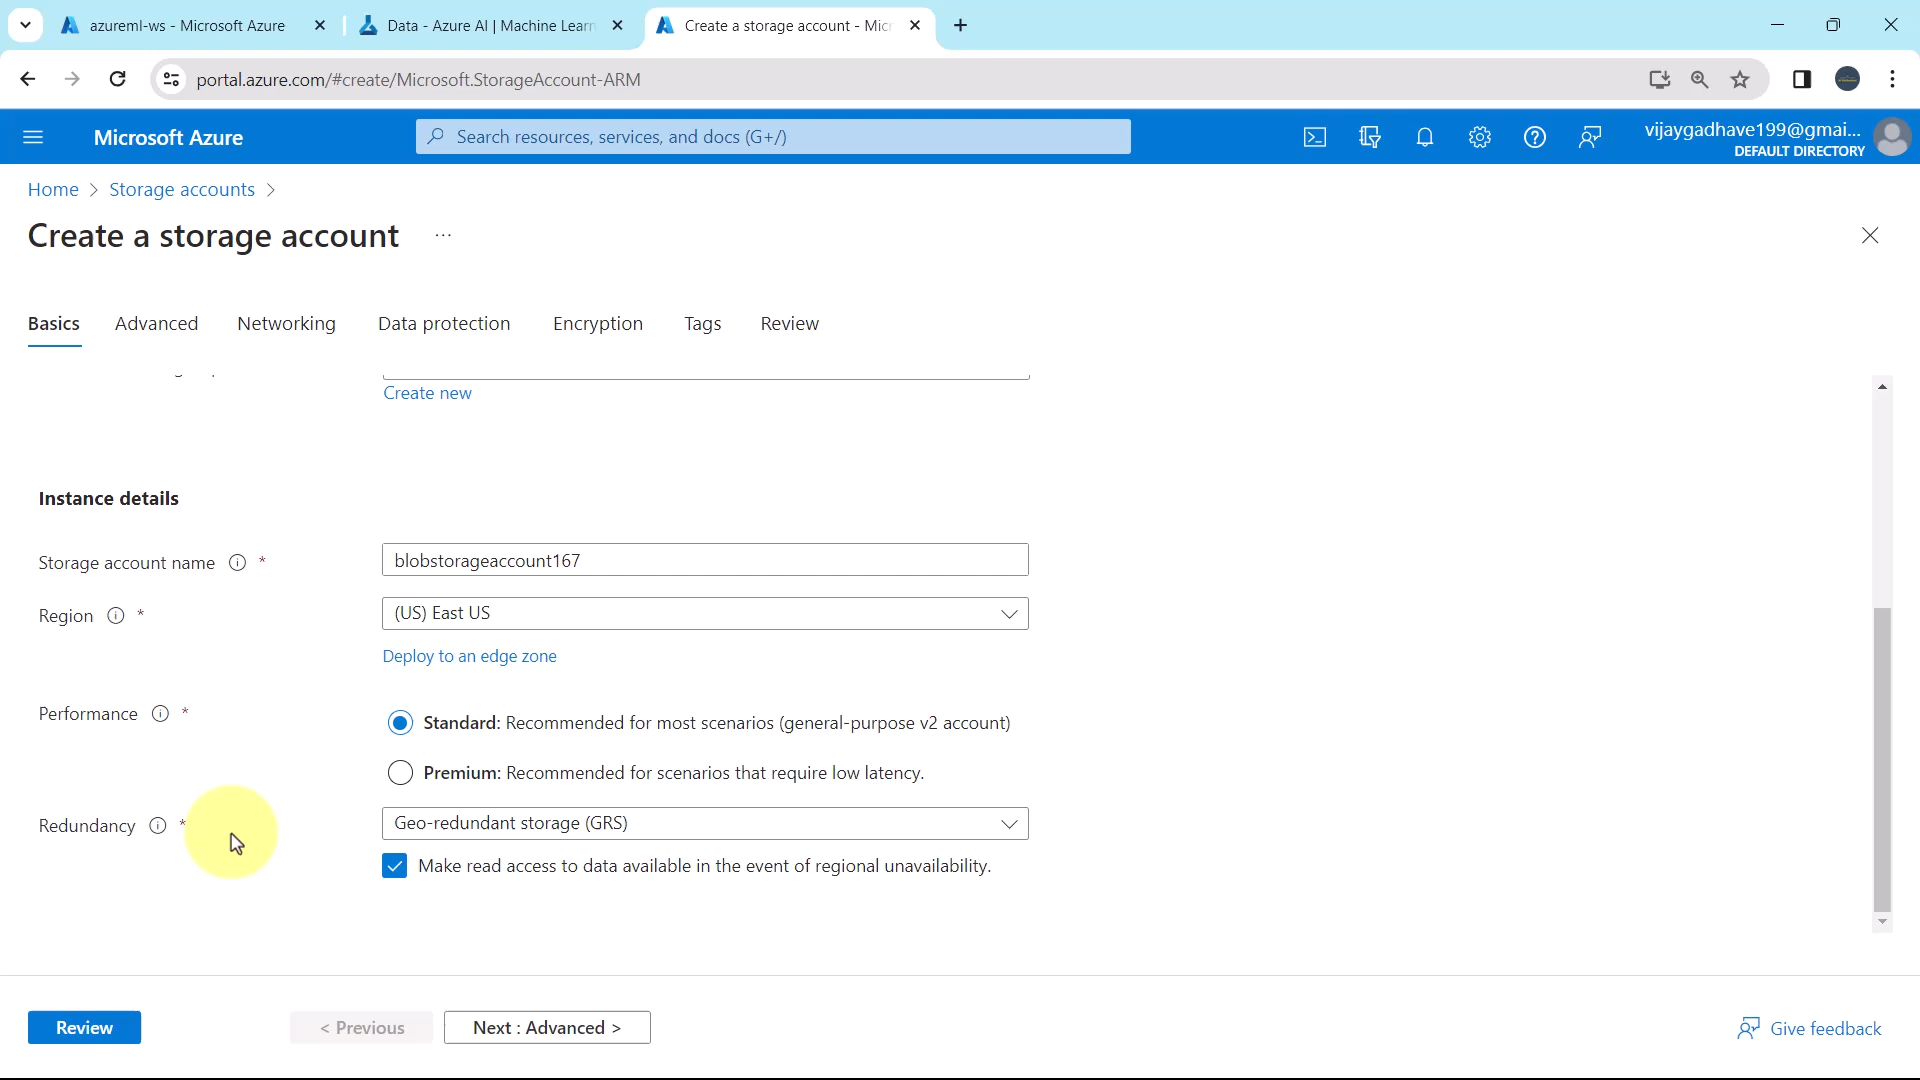 azureml-ws - Microsoft Azure
Data - Azure AI | Machine Learn
Create a storage account - Mic
portal.azure.com/#create/Microsoft.StorageAccount-ARM
Microsoft Azure
Search resources, services, and docs (G+/)
vijaygadhave199@gmai...
DEFAULT DIRECTORY
Home > Storage accounts >
Create a storage account ...
Basics Advanced Networking Data protection Encryption Tags Review
Create new
Instance details
Storage account name * blobstorageaccount167
Region * (US) East US
Deploy to an edge zone
Performance *
Standard: Recommended for most scenarios (general-purpose v2 account)
Premium: Recommended for scenarios that require low latency.
Redundancy * Geo-redundant storage (GRS)
Make read access to data available in the event of regional unavailability.
Review < Previous Next : Advanced > Give feedback